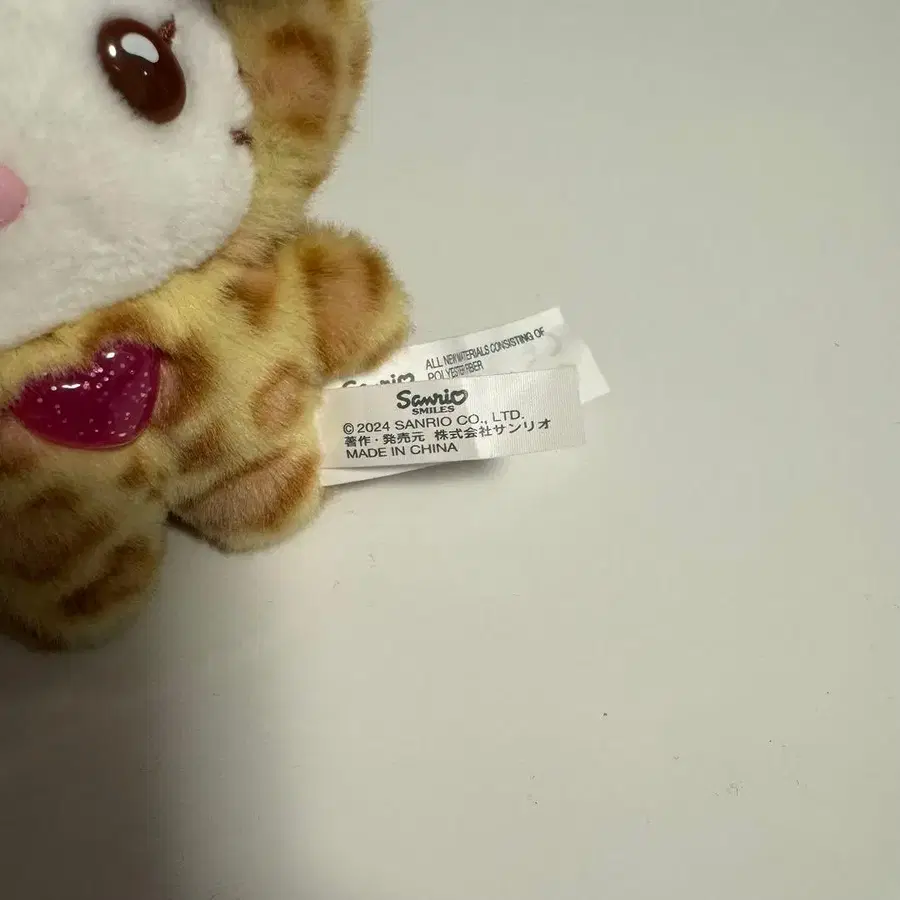 ALL NEW MATERIALS CONSISTING OF
POLYESTER FIBER
Sanrio
Sanrio
SMILES
© 2024 SANRIO CO., LTD.
著作・発売元 株式会社サンリオ
MADE IN CHINA